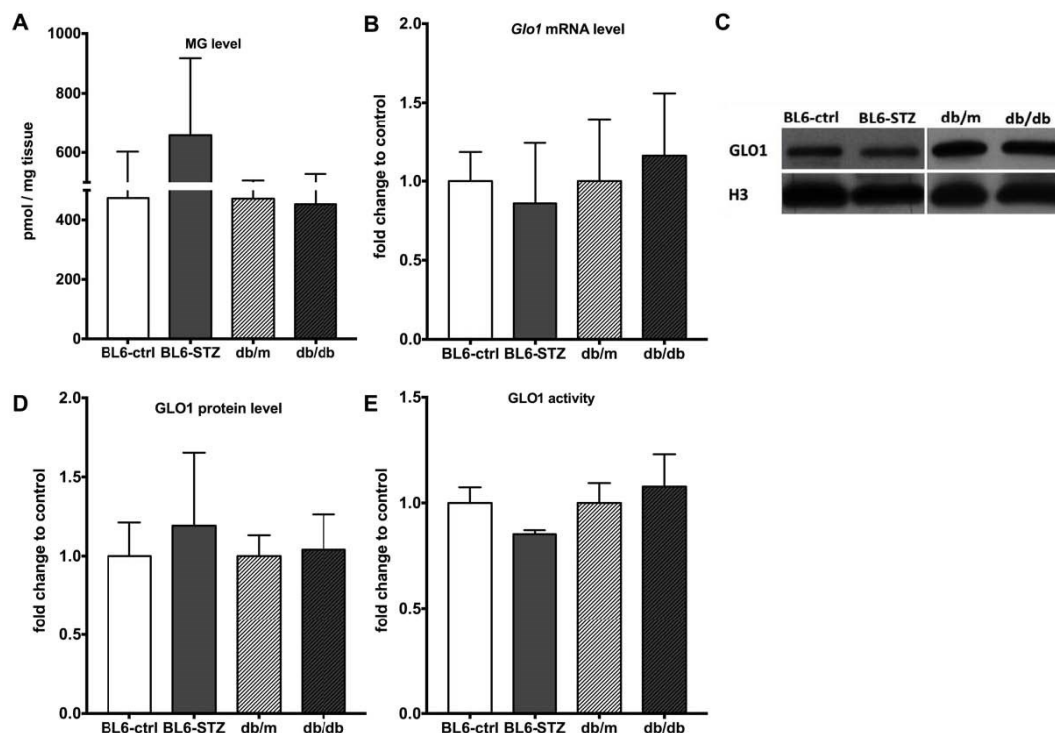 A
MG level
pmol / mg tissue
1000
800
600
400
200
0
BL6-ctrl BL6-STZ db/m db/db
B
Glo1 mRNA level
fold change to control
2.0
1.5
1.0
0.5
0.0
BL6-ctrl BL6-STZ db/m db/db
C
BL6-ctrl BL6-STZ db/m db/db
GLO1
H3
D
GLO1 protein level
fold change to control
2.0
1.5
1.0
0.5
0.0
BL6-ctrl BL6-STZ db/m db/db
E
GLO1 activity
fold change to control
1.5
1.0
0.5
0.0
BL6-ctrl BL6-STZ db/m db/db